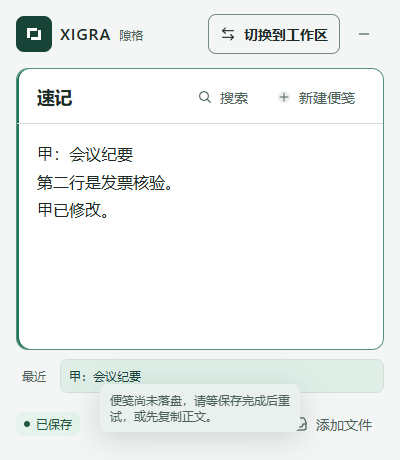 XIGRA 隙格
切换到工作区
速记
搜索
新建便笺
甲：会议纪要
第二行是发票核验。
甲已修改。
最近
甲：会议纪要
便笺尚未落盘，请等保存完成后重
试，或先复制正文。
已保存
添加文件